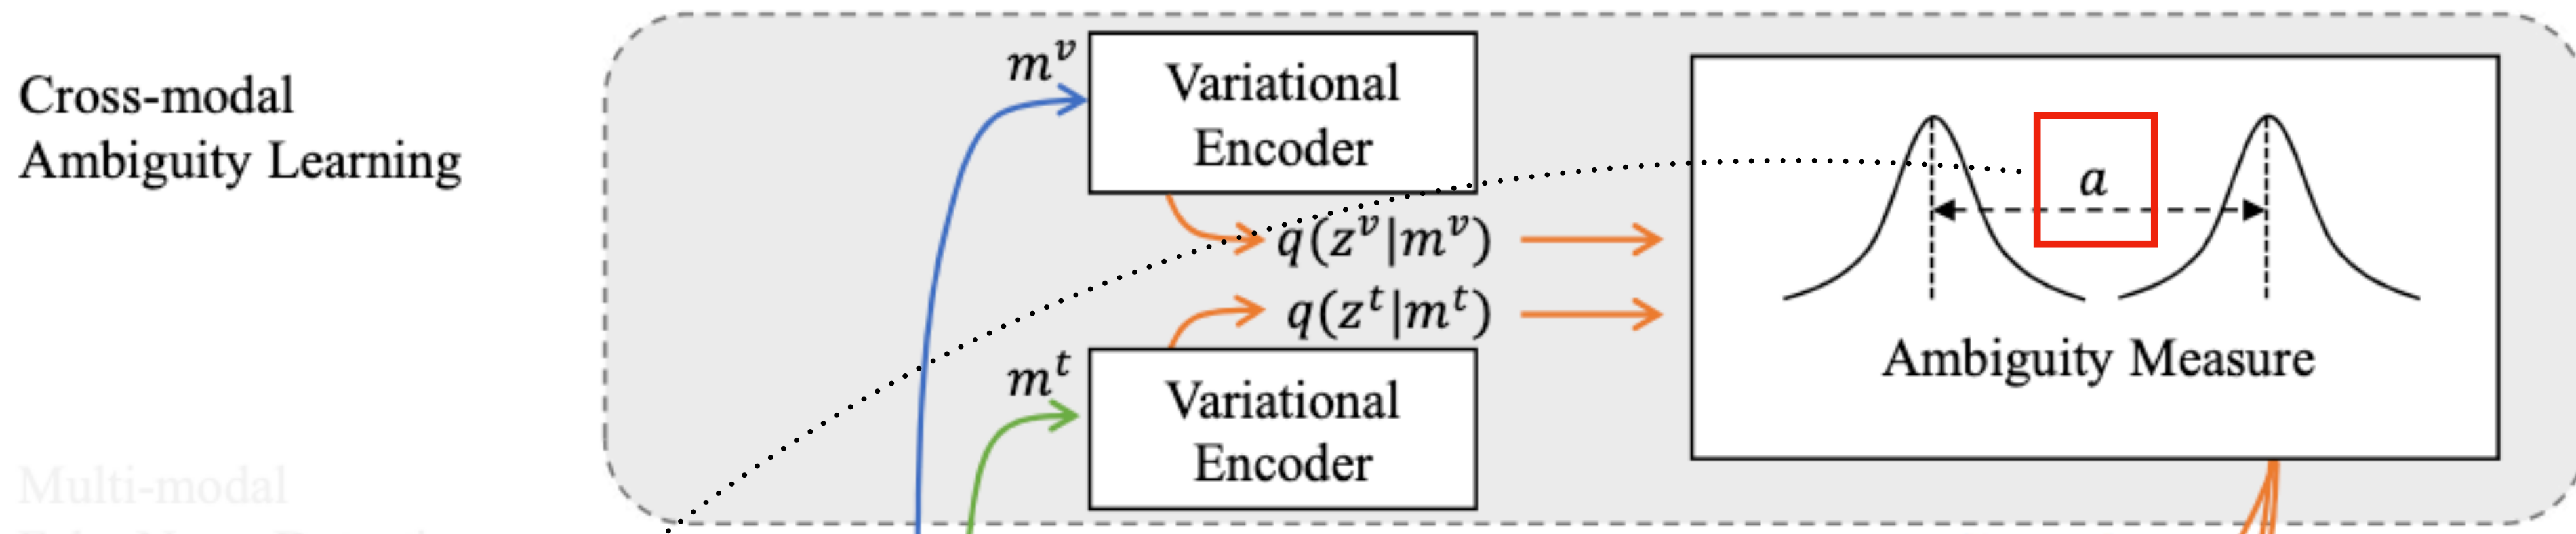 Cross-modal
Ambiguity Learning
Multi-modal
m^v
Variational
Encoder
q(z^v|m^v)
q(z^t|m^t)
m^t
Variational
Encoder
a
Ambiguity Measure